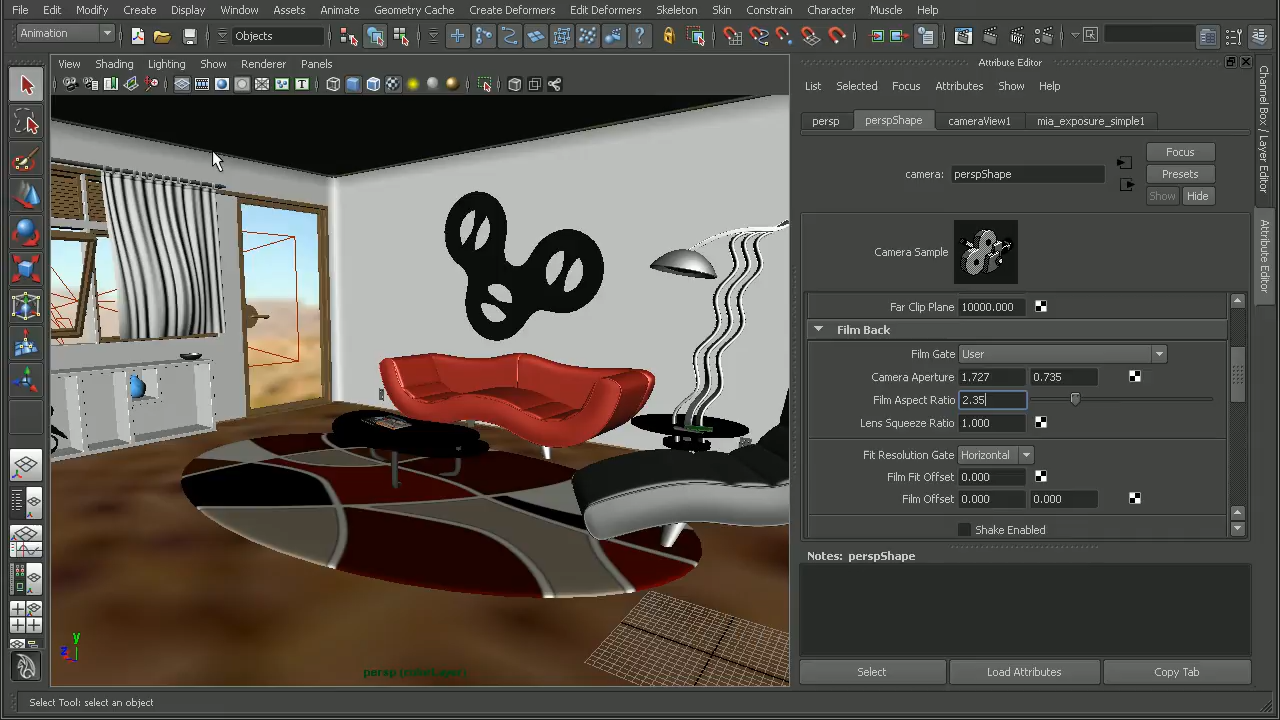 File Edit Modify Create Display Window Assets Animate Geometry Cache Create Deformers Edit Deformers Skeleton Skin Constrain Character Muscle Help
Animation Objects
View Shading Lighting Show Renderer Panels
Attribute Editor
List Selected Focus Attributes Show Help
persp perspShape cameraView1 mia_exposure_simple1
Focus
camera: perspShape
Presets
Show Hide
Camera Sample
Far Clip Plane 10000.000
Film Back
Film Gate User
Camera Aperture 1.727 0.735
Film Aspect Ratio 2.35
Lens Squeeze Ratio 1.000
Fit Resolution Gate Horizontal
Film Fit Offset 0.000
Film Offset 0.000 0.000
Shake Enabled
Notes: perspShape
Select Load Attributes Copy Tab
Channel Box / Layer Editor
Attribute Editor
y
z
Select Tool: select an object